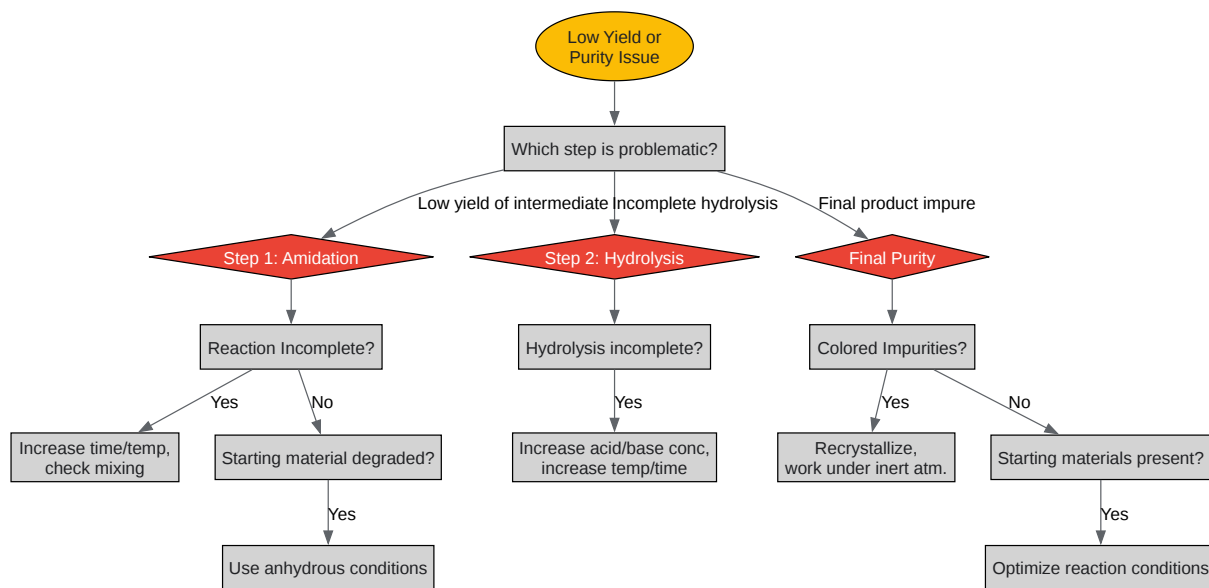 Low Yield or
Purity Issue
Which step is problematic?
Low yield of intermediate
Incomplete hydrolysis
Final product impure
Step 1: Amidation
Step 2: Hydrolysis
Final Purity
Reaction Incomplete?
Hydrolysis incomplete?
Colored Impurities?
Yes
No
Yes
Yes
No
Increase time/temp,
check mixing
Starting material degraded?
Increase acid/base conc,
increase temp/time
Recrystallize,
work under inert atm.
Starting materials present?
Yes
Yes
Use anhydrous conditions
Optimize reaction conditions